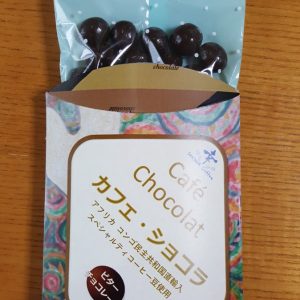 chocolat
Café
Chocolat
カフェ・ショコラ
アフリカ コンゴ民主共和国直輸入
スペシャルティコーヒー豆使用
ビター
チョコレート